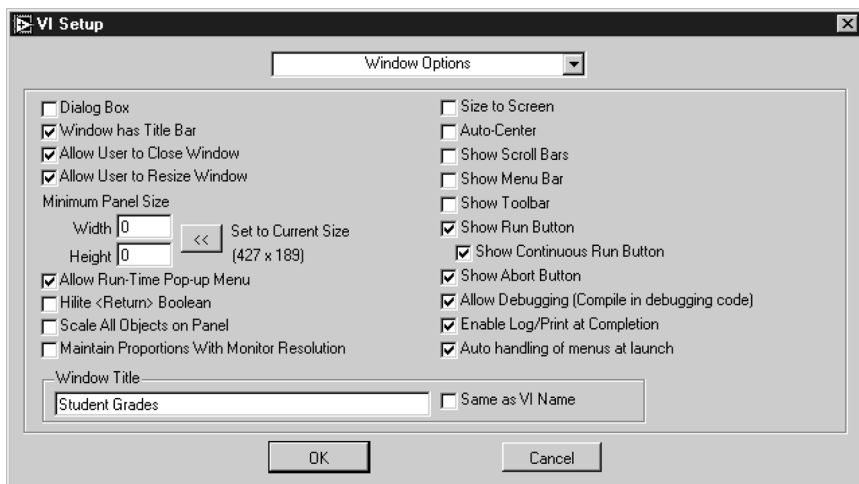 VI Setup
Window Options
Dialog Box
Window has Title Bar
Allow User to Close Window
Allow User to Resize Window
Minimum Panel Size
Width 0
Height 0
<< Set to Current Size
(427 x 189)
Allow Run-Time Pop-up Menu
Hilite <Return> Boolean
Scale All Objects on Panel
Maintain Proportions With Monitor Resolution
Size to Screen
Auto-Center
Show Scroll Bars
Show Menu Bar
Show Toolbar
Show Run Button
Show Continuous Run Button
Show Abort Button
Allow Debugging (Compile in debugging code)
Enable Log/Print at Completion
Auto handling of menus at launch
Window Title
Student Grades
Same as VI Name
OK
Cancel